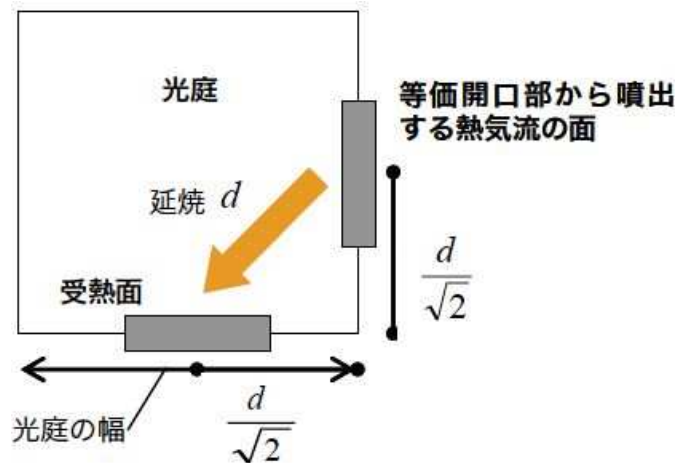 光庭
等価開口部から噴出
する熱気流の面
延焼 d
受熱面
d
√2
光庭の幅
d
√2